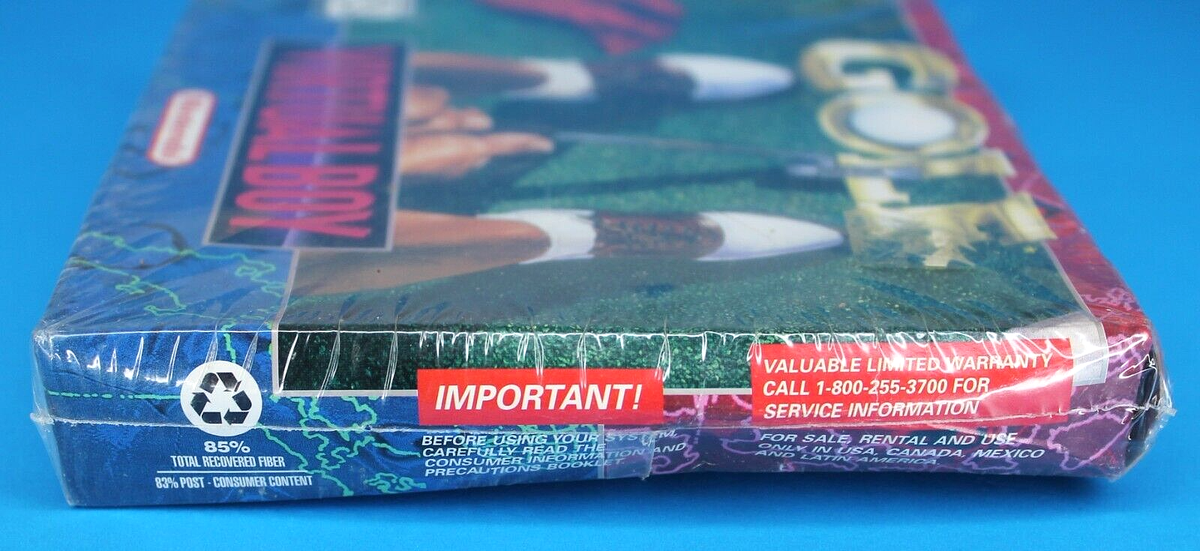 Nintendo
VIRTUAL BOY
GOLF
85%
TOTAL RECOVERED FIBER
83% POST - CONSUMER CONTENT
IMPORTANT!
BEFORE USING YOUR SYSTEM,
CAREFULLY READ THE
CONSUMER INFORMATION AND
PRECAUTIONS BOOKLET.
VALUABLE LIMITED WARRANTY
CALL 1-800-255-3700 FOR
SERVICE INFORMATION
FOR SALE, RENTAL AND USE
ONLY IN USA, CANADA, MEXICO
AND LATIN AMERICA